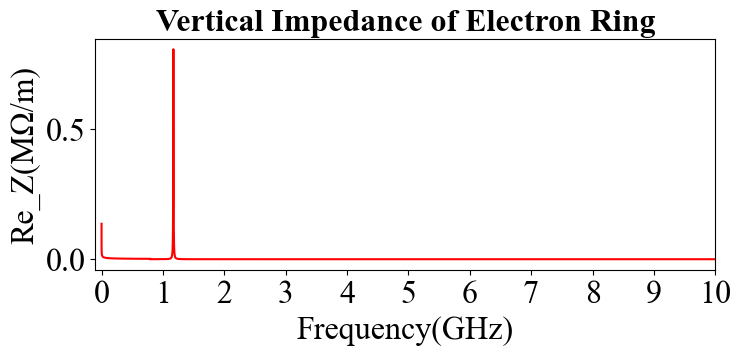 Vertical Impedance of Electron Ring
Re_Z(MΩ/m)
0.5
0.0
0 1 2 3 4 5 6 7 8 9 10
Frequency(GHz)